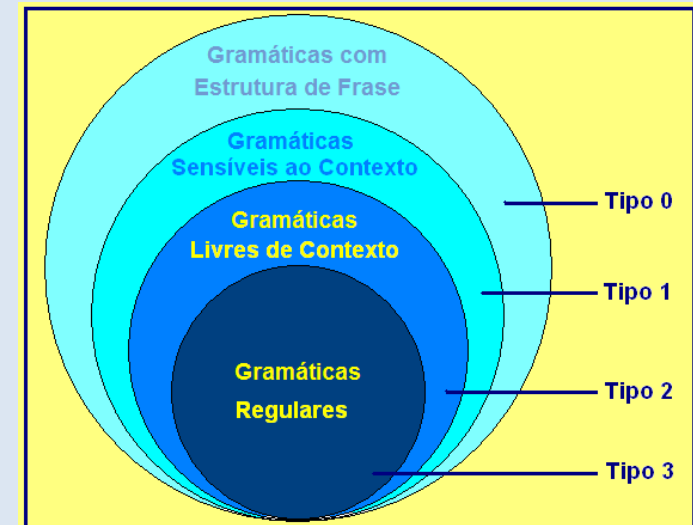 Gramáticas com
Estrutura de Frase
Gramáticas
Sensíveis ao Contexto
Tipo 0
Gramáticas
Livres de Contexto
Tipo 1
Gramáticas
Regulares
Tipo 2
Tipo 3